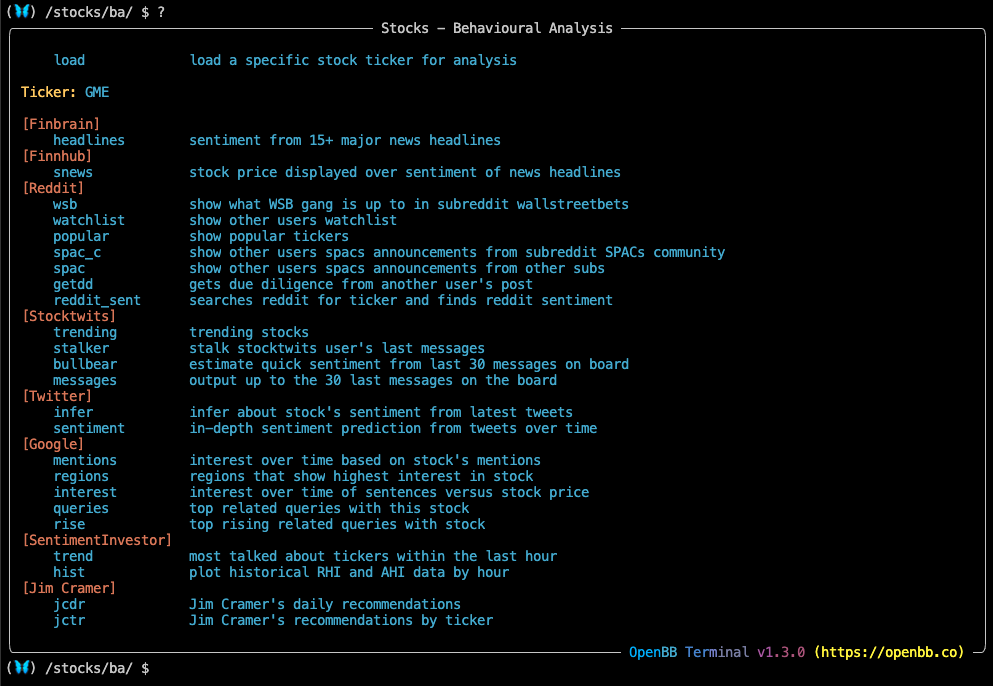 (🦋) /stocks/ba/ $ ?
Stocks - Behavioural Analysis
load load a specific stock ticker for analysis
Ticker: GME
[Finbrain]
headlines sentiment from 15+ major news headlines
[Finnhub]
snews stock price displayed over sentiment of news headlines
[Reddit]
wsb show what WSB gang is up to in subreddit wallstreetbets
watchlist show other users watchlist
popular show popular tickers
spac_c show other users spacs announcements from subreddit SPACs community
spac show other users spacs announcements from other subs
getdd gets due diligence from another user's post
reddit_sent searches reddit for ticker and finds reddit sentiment
[Stocktwits]
trending trending stocks
stalker stalk stocktwits user's last messages
bullbear estimate quick sentiment from last 30 messages on board
messages output up to the 30 last messages on the board
[Twitter]
infer infer about stock's sentiment from latest tweets
sentiment in-depth sentiment prediction from tweets over time
[Google]
mentions interest over time based on stock's mentions
regions regions that show highest interest in stock
interest interest over time of sentences versus stock price
queries top related queries with this stock
rise top rising related queries with stock
[SentimentInvestor]
trend most talked about tickers within the last hour
hist plot historical RHI and AHI data by hour
[Jim Cramer]
jcdr Jim Cramer's daily recommendations
jctr Jim Cramer's recommendations by ticker
OpenBB Terminal v1.3.0 (https://openbb.co)
(🦋) /stocks/ba/ $